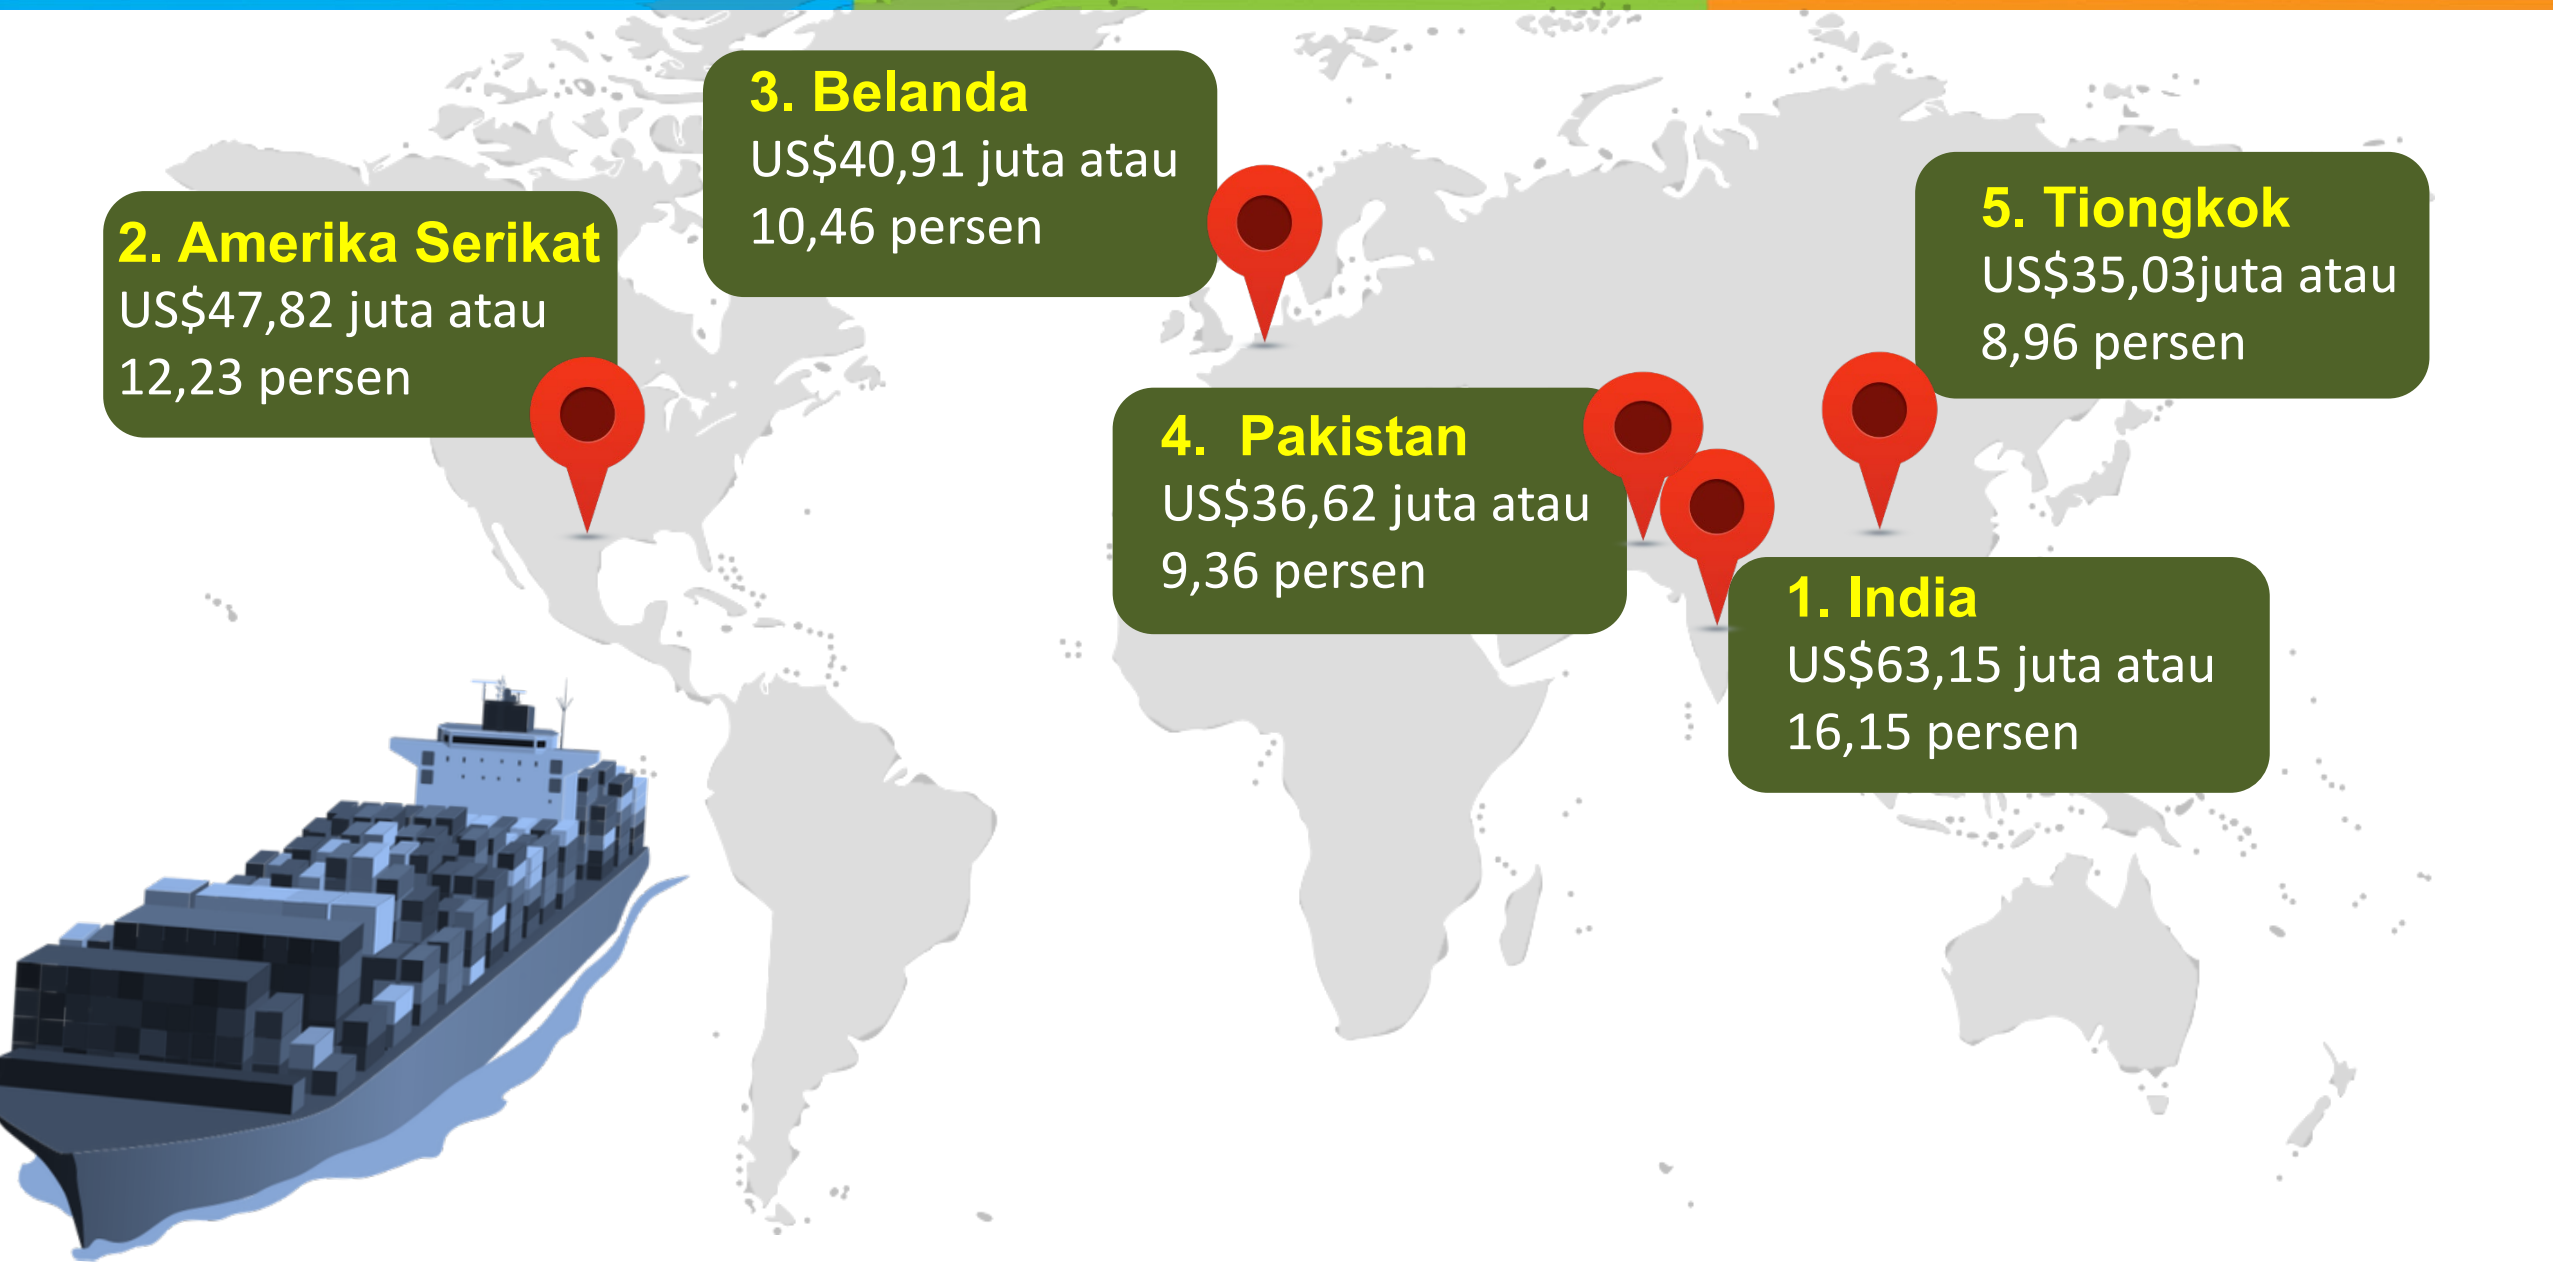 3. Belanda
US$40,91 juta atau
10,46 persen
2. Amerika Serikat
US$47,82 juta atau
12,23 persen
5. Tiongkok
US$35,03juta atau
8,96 persen
4. Pakistan
US$36,62 juta atau
9,36 persen
1. India
US$63,15 juta atau
16,15 persen